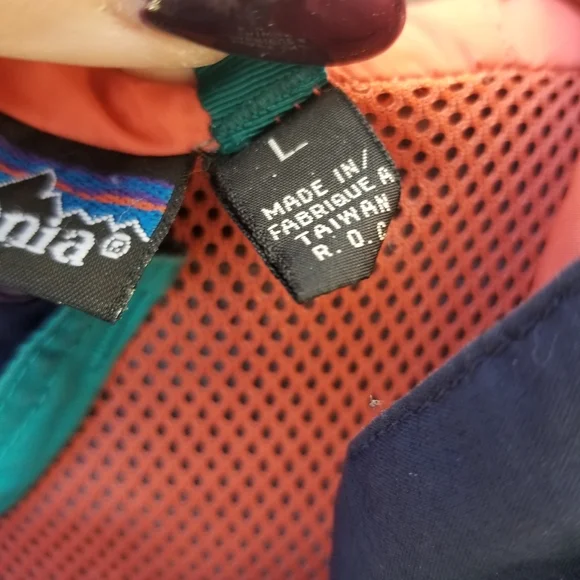 L
MADE IN/
FABRIQUE A
TAIWAN
R. O. C
nia®